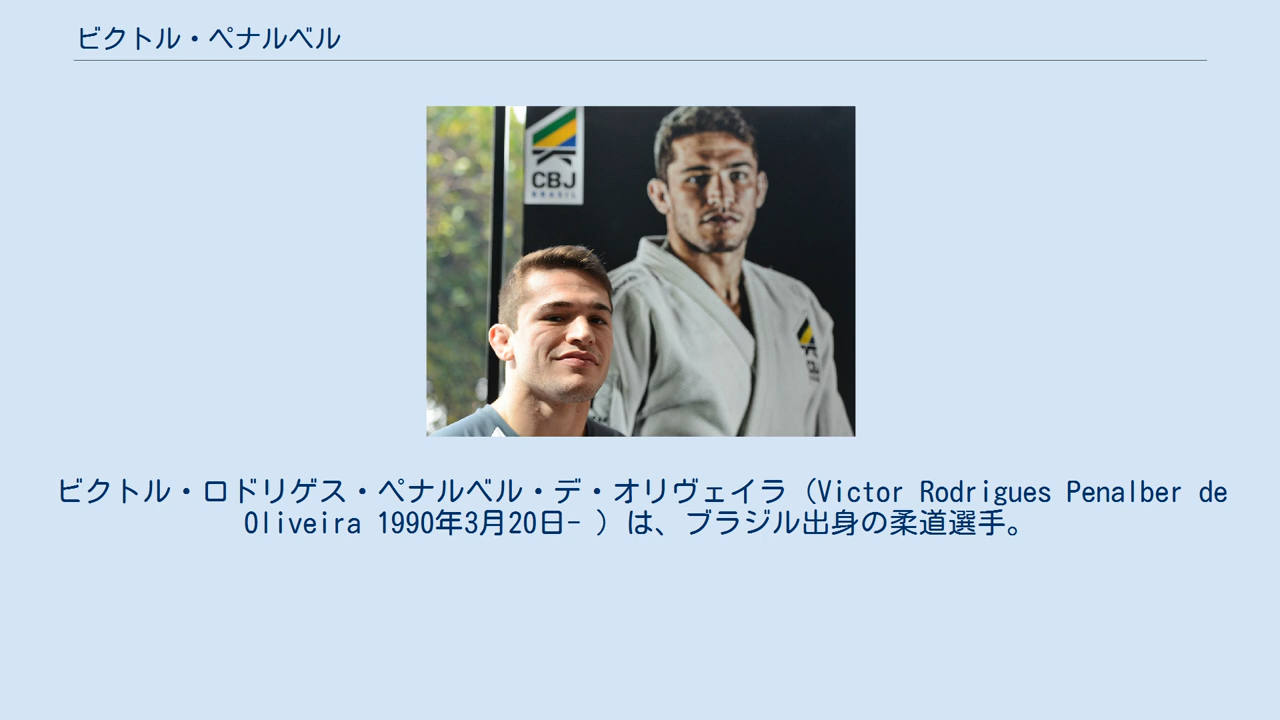 ビクトル・ペナルベル
CBJ
BRASIL
ビクトル・ロドリゲス・ペナルベル・デ・オリヴェイラ（Victor Rodrigues Penalber de
Oliveira 1990年3月20日- ）は、ブラジル出身の柔道選手。